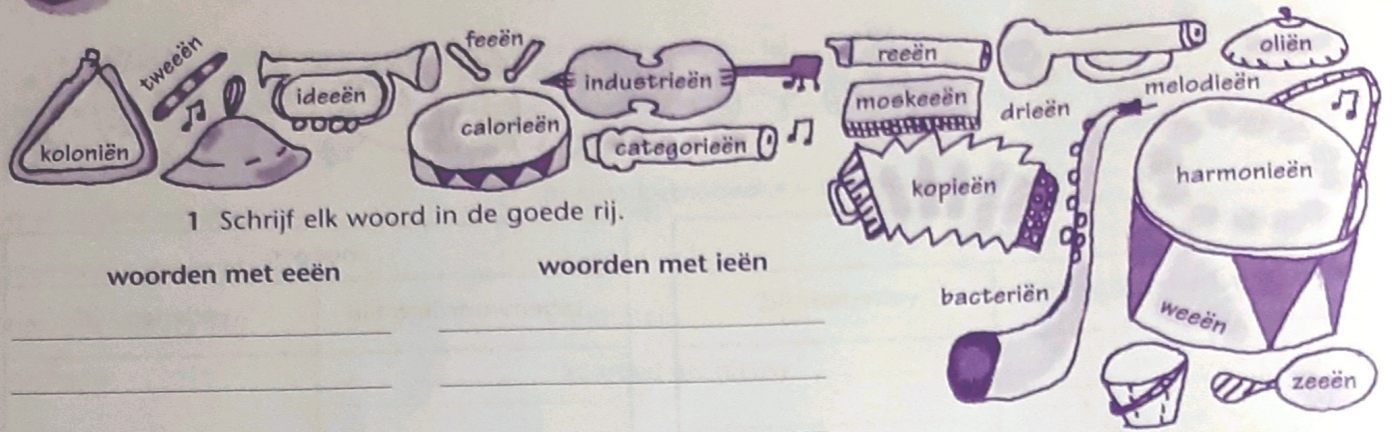 koloniën
tweeën
ideeën
feeën
calorieën
industrieën
categorieën
reeën
moskeeën
kopieën
drieën
melodieën
oliën
harmonieën
bacteriën
weeën
zeeën
1 Schrijf elk woord in de goede rij.
woorden met eeën
woorden met ieën